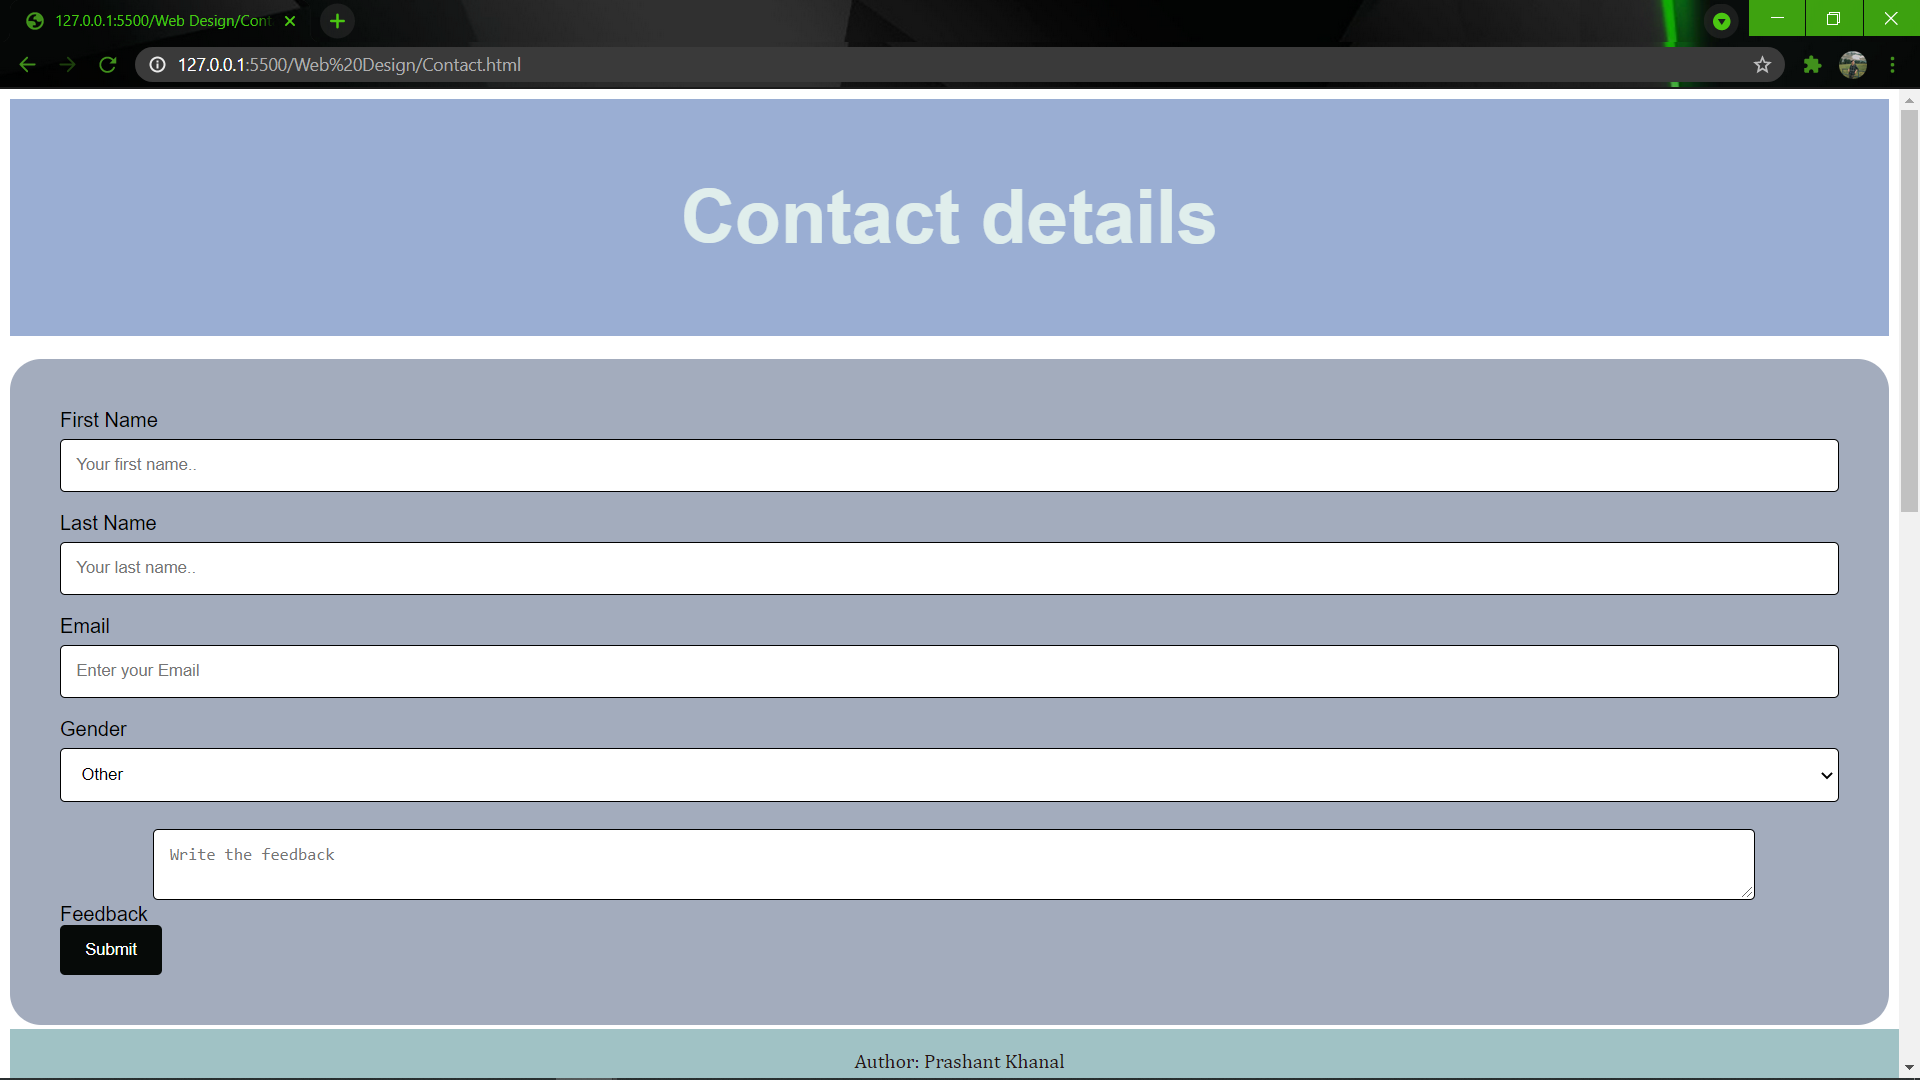 127.0.0.1:5500/Web Design/Cont
127.0.0.1:5500/Web%20Design/Contact.html
Contact details
First Name
Your first name..
Last Name
Your last name..
Email
Enter your Email
Gender
Other
Write the feedback
Feedback
Submit
Author: Prashant Khanal